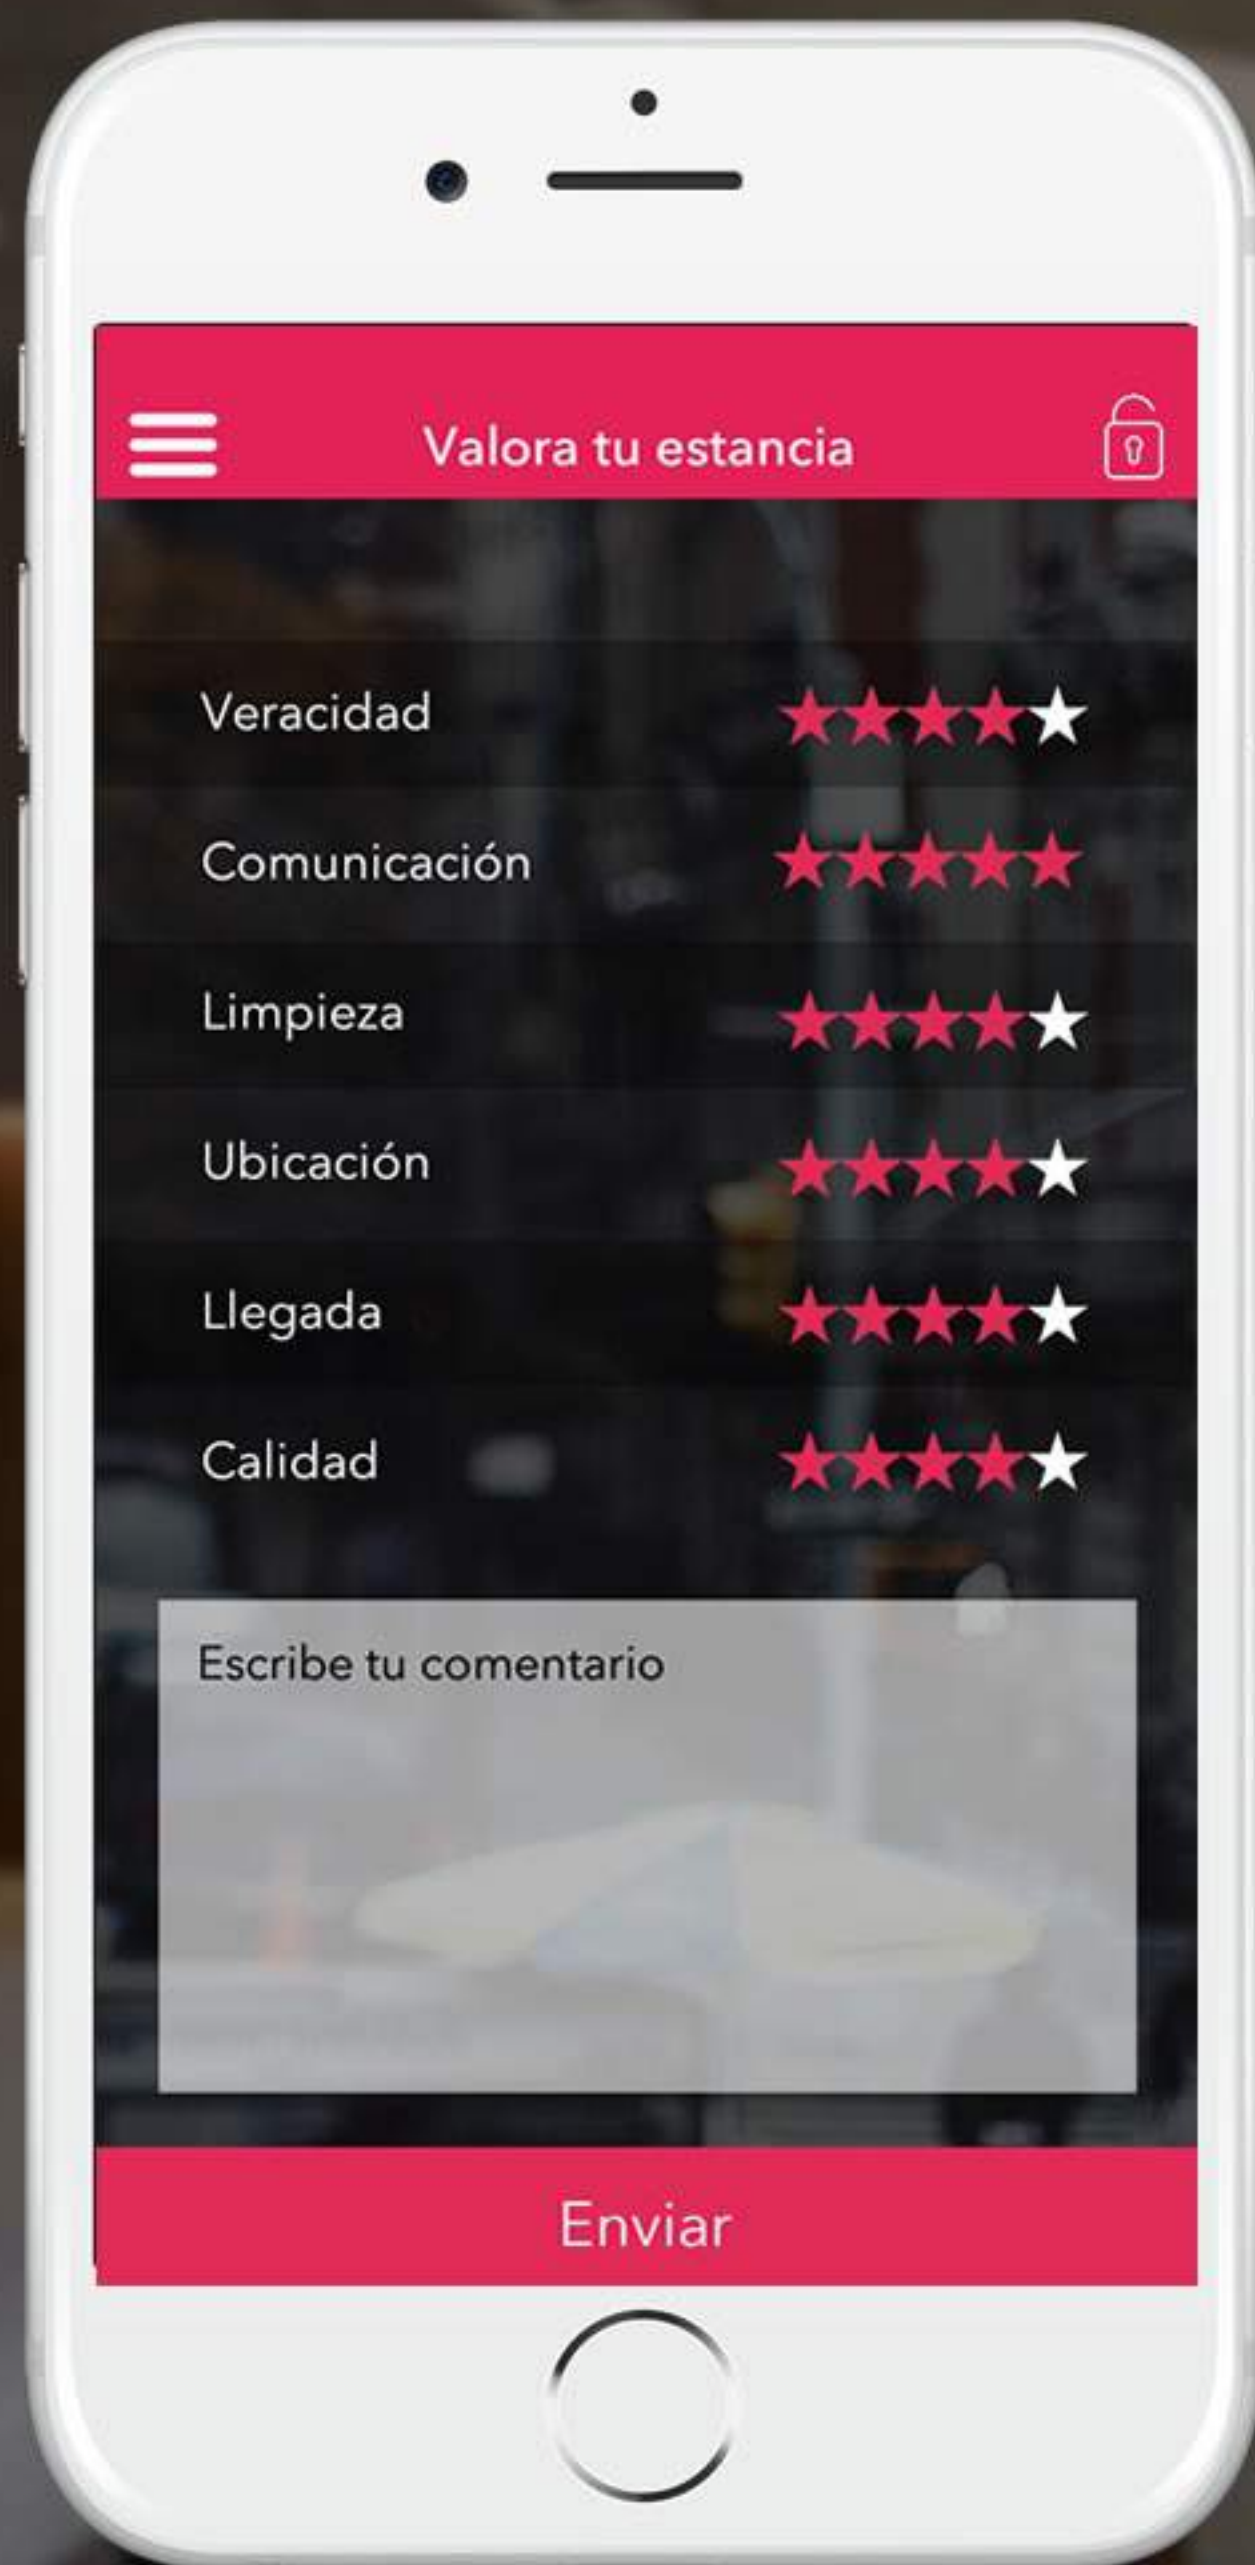 Valora tu estancia
Veracidad
Comunicación
Limpieza
Ubicación
Llegada
Calidad
Escribe tu comentario
Enviar